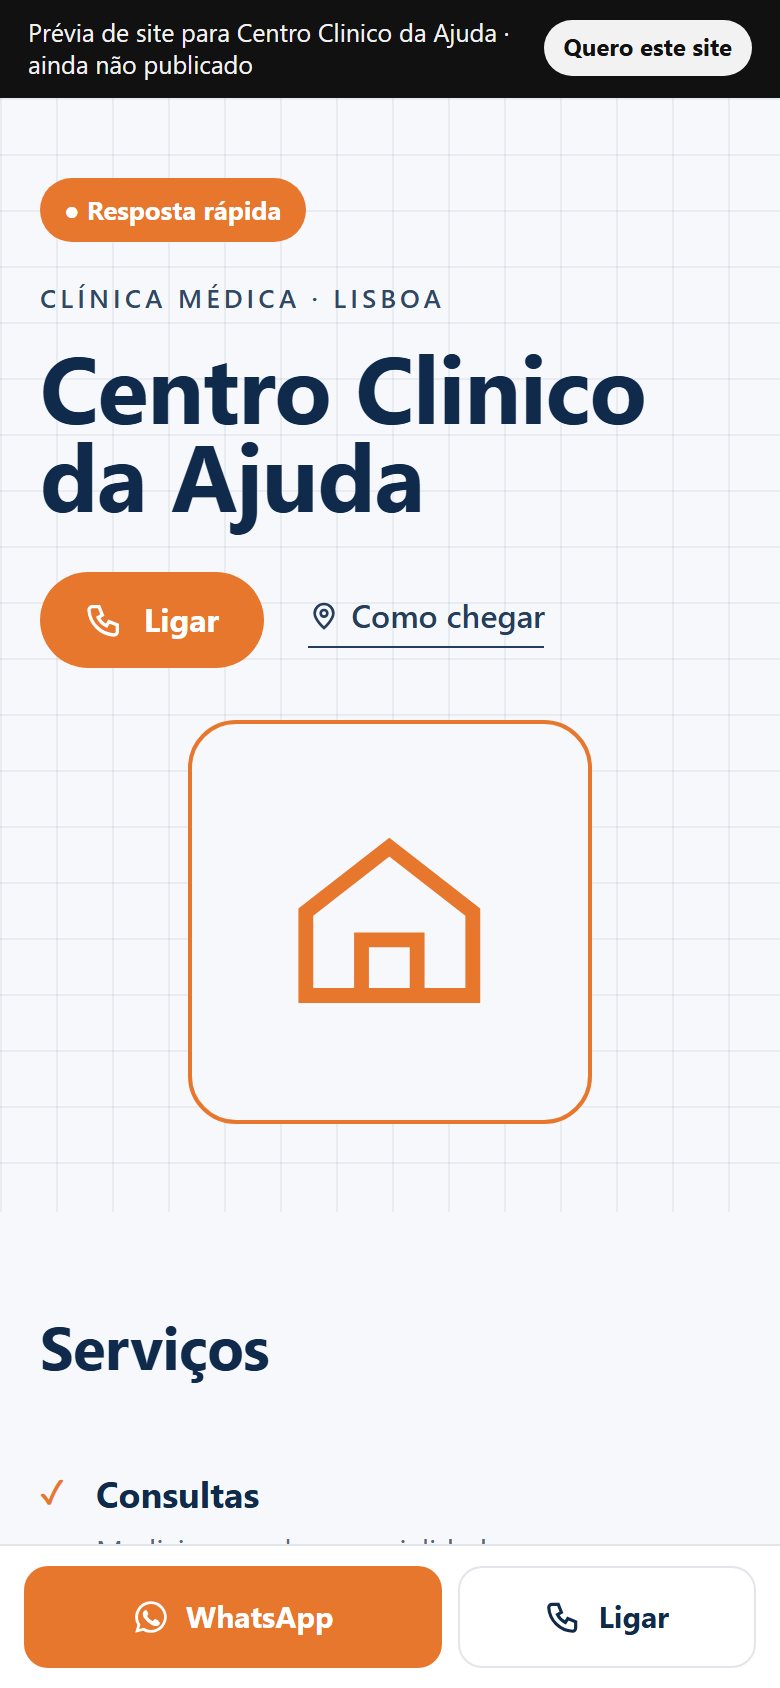 Prévia de site para Centro Clinico da Ajuda ·
ainda não publicado
Quero este site
Resposta rápida
CLÍNICA MÉDICA · LISBOA
Centro Clinico
da Ajuda
Ligar
Como chegar
Serviços
Consultas
WhatsApp
Ligar